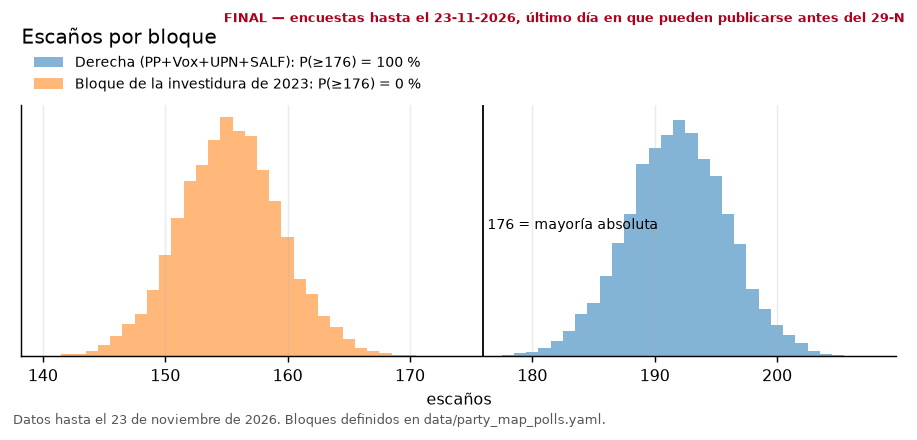 FINAL — encuestas hasta el 23-11-2026, último día en que pueden publicarse antes del 29-N
Escaños por bloque
Derecha (PP+Vox+UPN+SALF): P(≥176) = 100 %
Bloque de la investidura de 2023: P(≥176) = 0 %
176 = mayoría absoluta
140 150 160 170 180 190 200
escaños
Datos hasta el 23 de noviembre de 2026. Bloques definidos en data/party_map_polls.yaml.